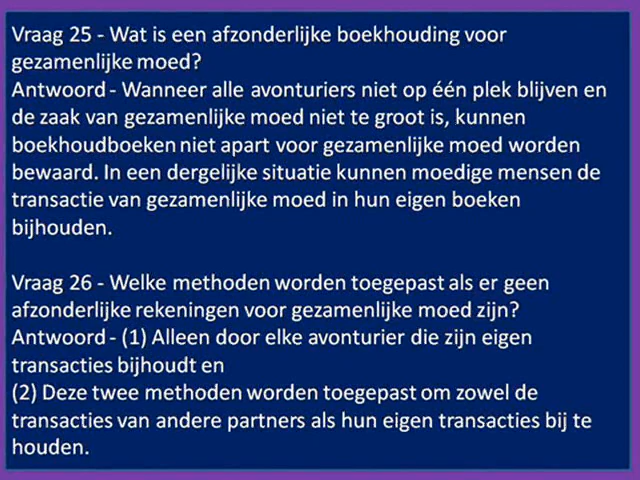 Vraag 25 - Wat is een afzonderlijke boekhouding voor
gezamenlijke moed?
Antwoord - Wanneer alle avonturiers niet op één plek blijven en
de zaak van gezamenlijke moed niet te groot is, kunnen
boekhoudboeken niet apart voor gezamenlijke moed worden
bewaard. In een dergelijke situatie kunnen moedige mensen de
transactie van gezamenlijke moed in hun eigen boeken
bijhouden.
Vraag 26 - Welke methoden worden toegepast als er geen
afzonderlijke rekeningen voor gezamenlijke moed zijn?
Antwoord - (1) Alleen door elke avonturier die zijn eigen
transacties bijhoudt en
(2) Deze twee methoden worden toegepast om zowel de
transacties van andere partners als hun eigen transacties bij te
houden.